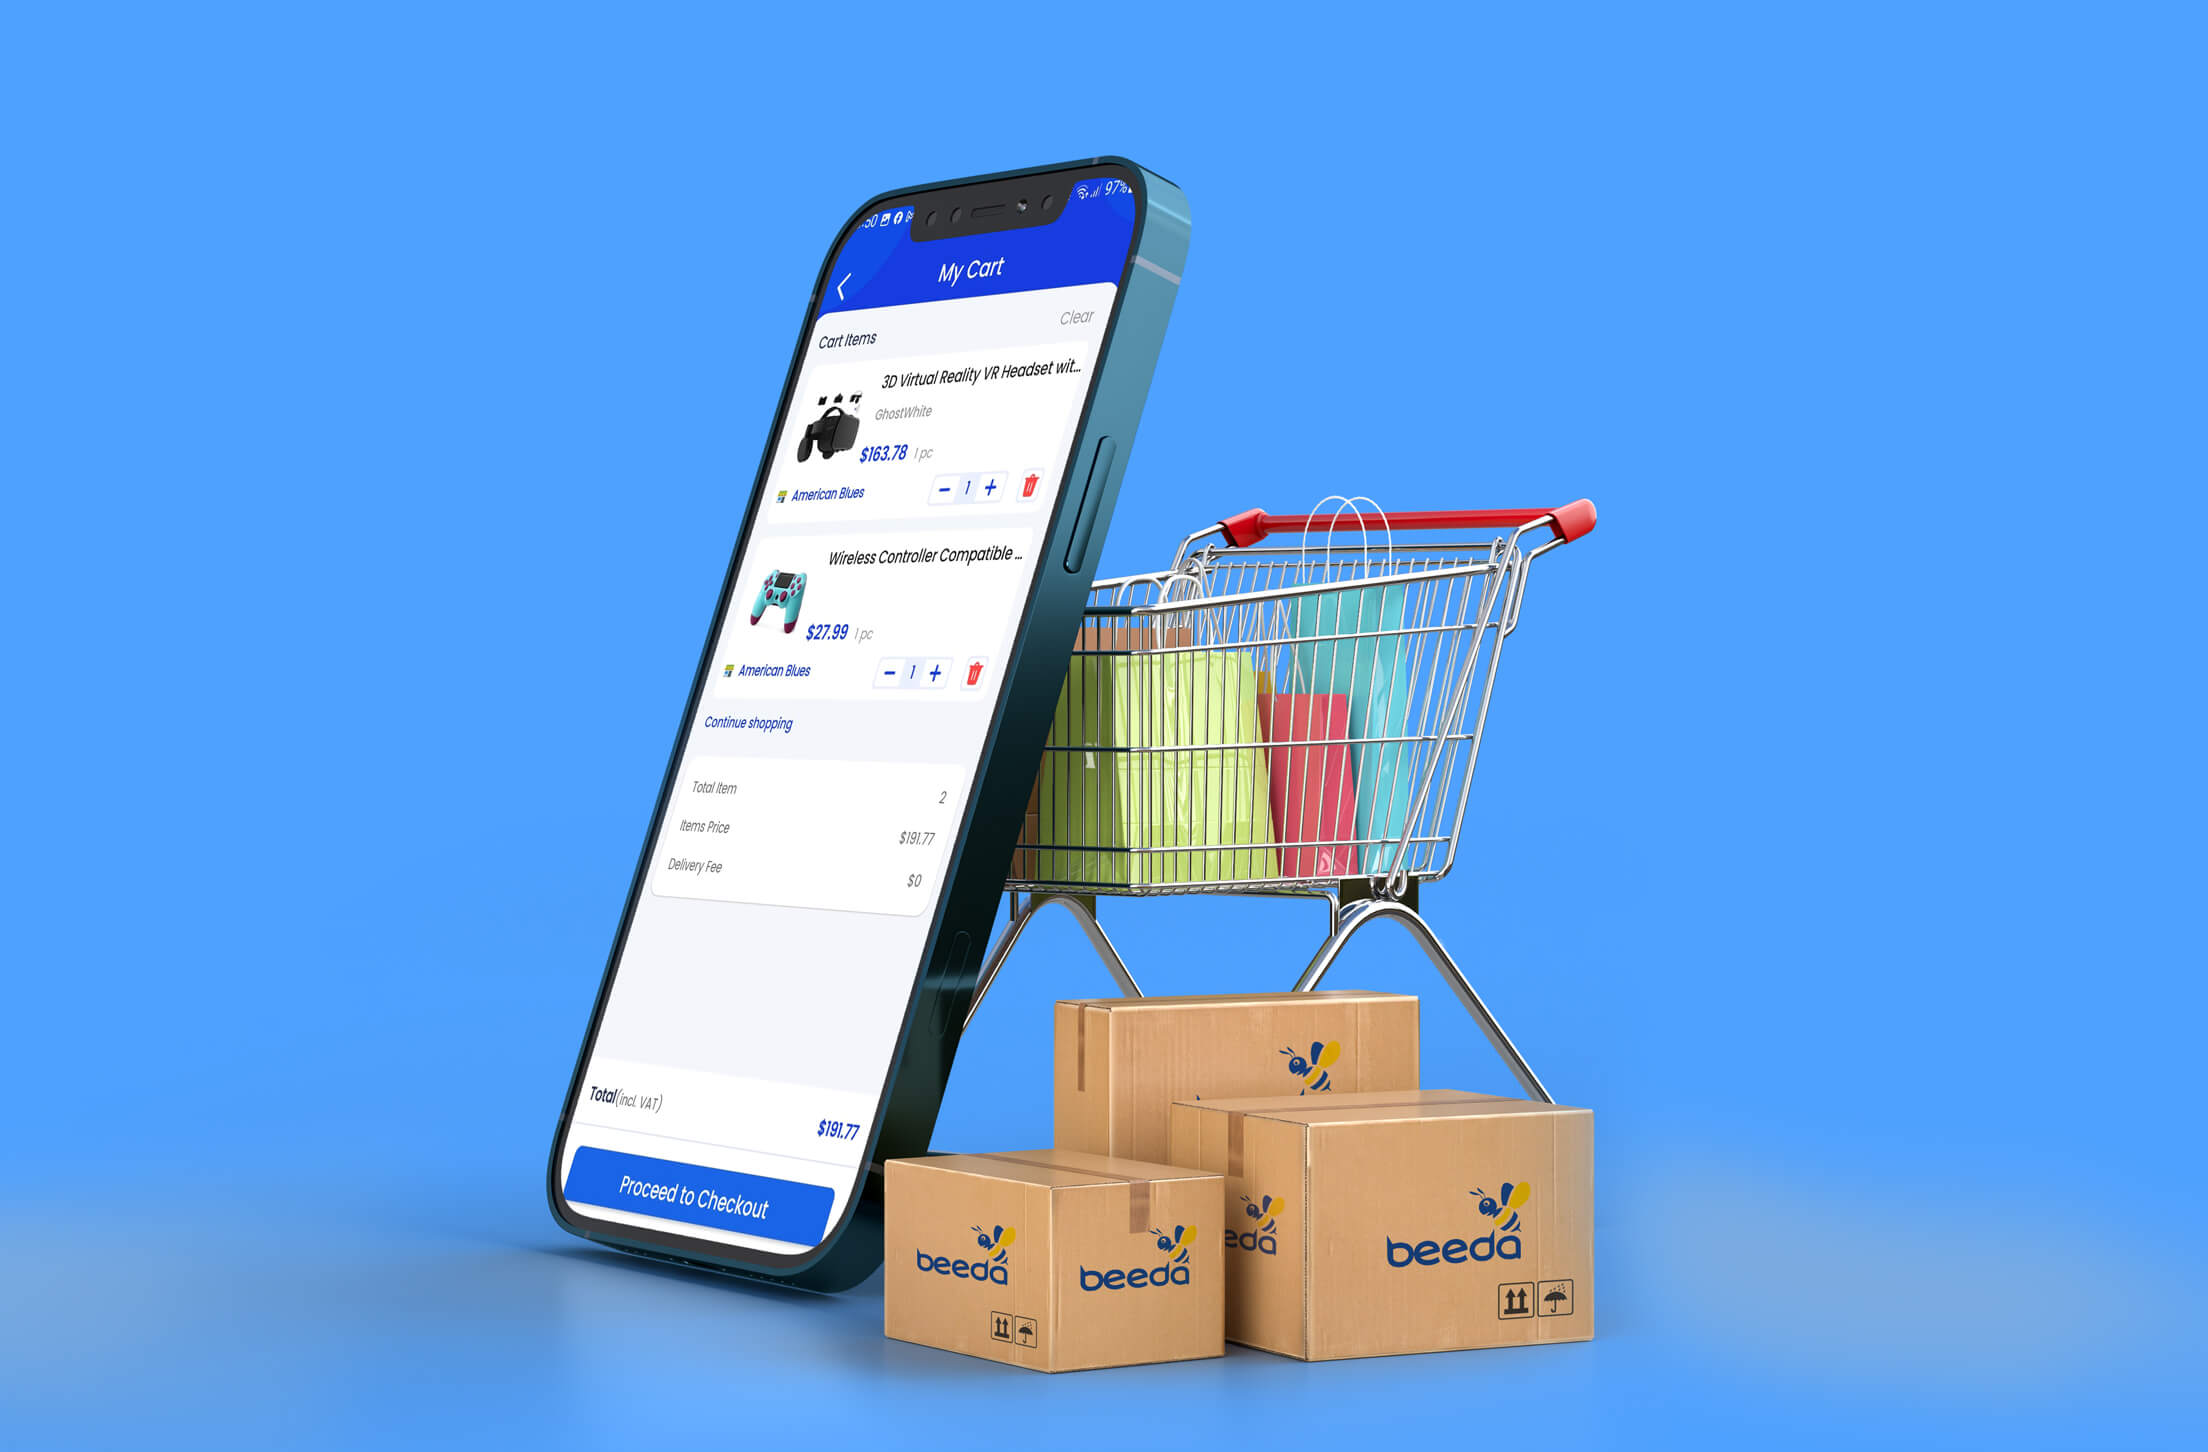 97%
My Cart
Clear
Cart Items
3D Virtual Reality VR Headset wit...
GhostWhite
$163.78 1 pc
American Blues
1
Wireless Controller Compatible ...
$27.99 1 pc
American Blues
1
Continue shopping
Total Item 2
Items Price $191.77
Delivery Fee $0
Total(incl. VAT)
$191.77
Proceed to Checkout
beeda
beeda
eeda
beeda